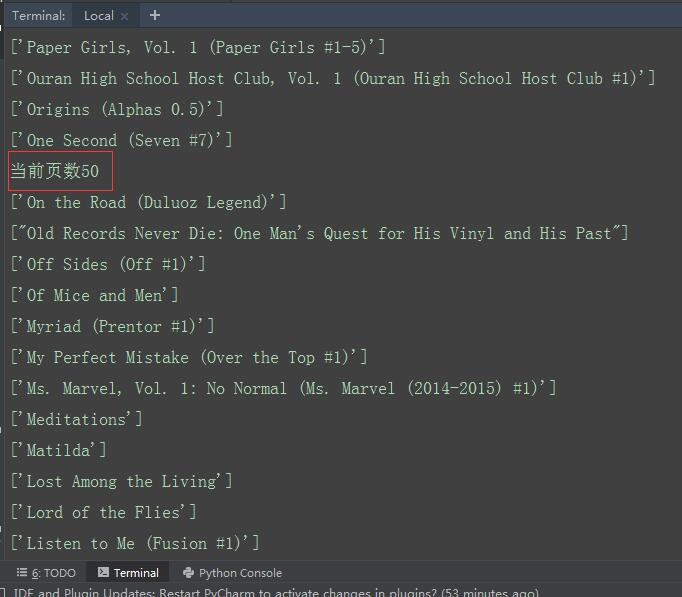 Terminal: Local × +
['Paper Girls, Vol. 1 (Paper Girls #1-5)']
['Ouran High School Host Club, Vol. 1 (Ouran High School Host Club #1)']
['Origins (Alphas 0.5)']
['One Second (Seven #7)']
当前页数50
['On the Road (Duluoz Legend)']
["Old Records Never Die: One Man's Quest for His Vinyl and His Past"]
['Off Sides (Off #1)']
['Of Mice and Men']
['Myriad (Prentor #1)']
['My Perfect Mistake (Over the Top #1)']
['Ms. Marvel, Vol. 1: No Normal (Ms. Marvel (2014-2015) #1)']
['Meditations']
['Matilda']
['Lost Among the Living']
['Lord of the Flies']
['Listen to Me (Fusion #1)']
6: TODO Terminal Python Console
IDE and Plugin Updates: Restart PyCharm to activate changes in plugins? (53 minutes ago)